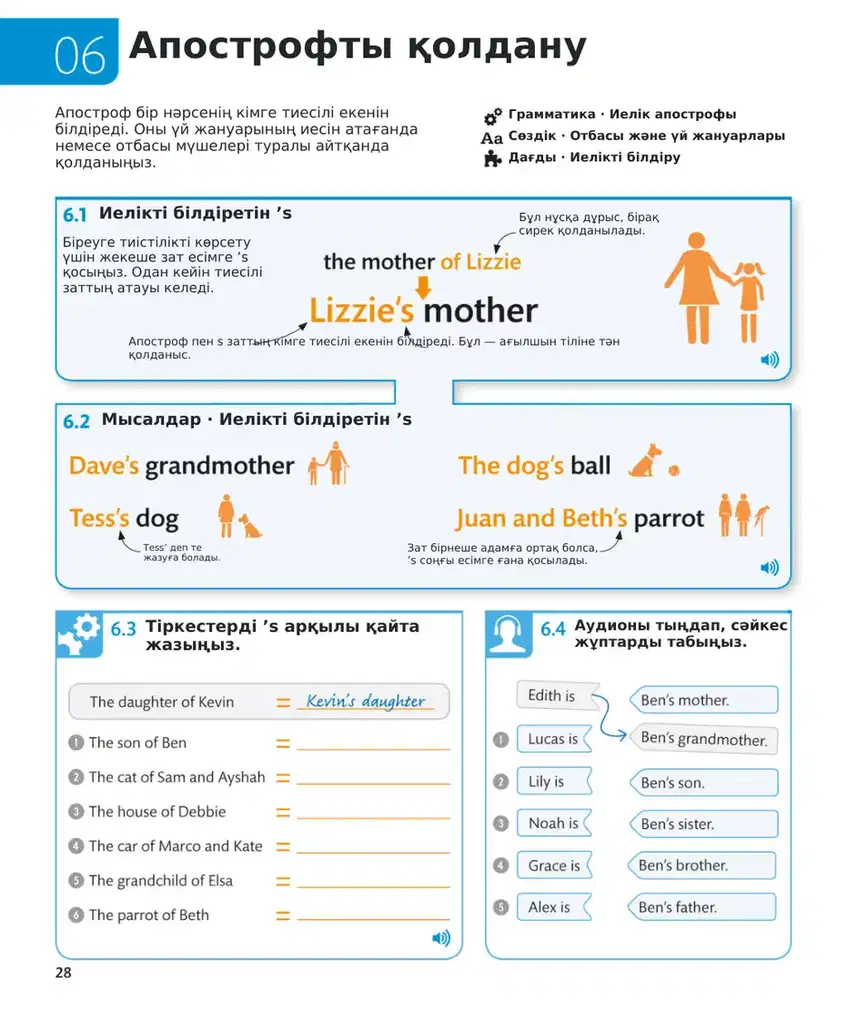 06 Апострофты қолдану
Апостроф бір нәрсенің кімге тиесілі екенін
білдіреді. Оны үй жануарының иесін атағанда
немесе отбасы мүшелері туралы айтқанда
қолданыңыз.
Грамматика · Иелік апострофы
Aa Сөздік · Отбасы және үй жануарлары
Дағды · Иелікті білдіру
6.1 Иелікті білдіретін ’s
Біреуге тиістілікті көрсету
үшін жекеше зат есімге ’s
қосыңыз. Одан кейін тиесілі
заттың атауы келеді.
Бұл нұсқа дұрыс, бірақ
сирек қолданылады.
the mother of Lizzie
Lizzie’s mother
Апостроф пен s заттың кімге тиесілі екенін білдіреді. Бұл — ағылшын тіліне тән
қолданыс.
6.2 Мысалдар · Иелікті білдіретін ’s
Dave’s grandmother
The dog’s ball
Tess’s dog
Juan and Beth’s parrot
Tess’ деп те
жазуға болады.
Зат бірнеше адамға ортақ болса,
’s соңғы есімге ғана қосылады.
6.3 Тіркестерді ’s арқылы қайта
жазыңыз.
The daughter of Kevin = Kevin’s daughter
1 The son of Ben =
2 The cat of Sam and Ayshah =
3 The house of Debbie =
4 The car of Marco and Kate =
5 The grandchild of Elsa =
6 The parrot of Beth =
6.4 Аудионы тыңдап, сәйкес
жұптарды табыңыз.
Edith is
Ben’s mother.
1 Lucas is
Ben’s grandmother.
2 Lily is
Ben’s son.
3 Noah is
Ben’s sister.
4 Grace is
Ben’s brother.
5 Alex is
Ben’s father.
28